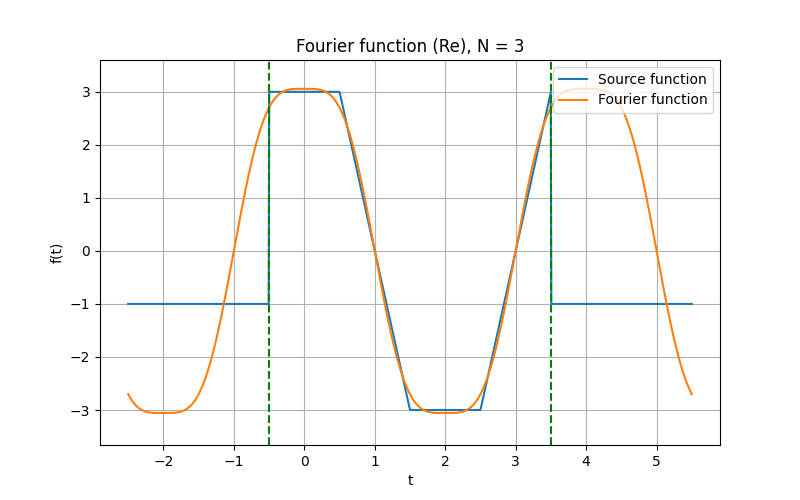 Fourier function (Re), N = 3
Source function
Fourier function
3
2
1
0
−1
−2
−3
f(t)
−2 −1 0 1 2 3 4 5
t